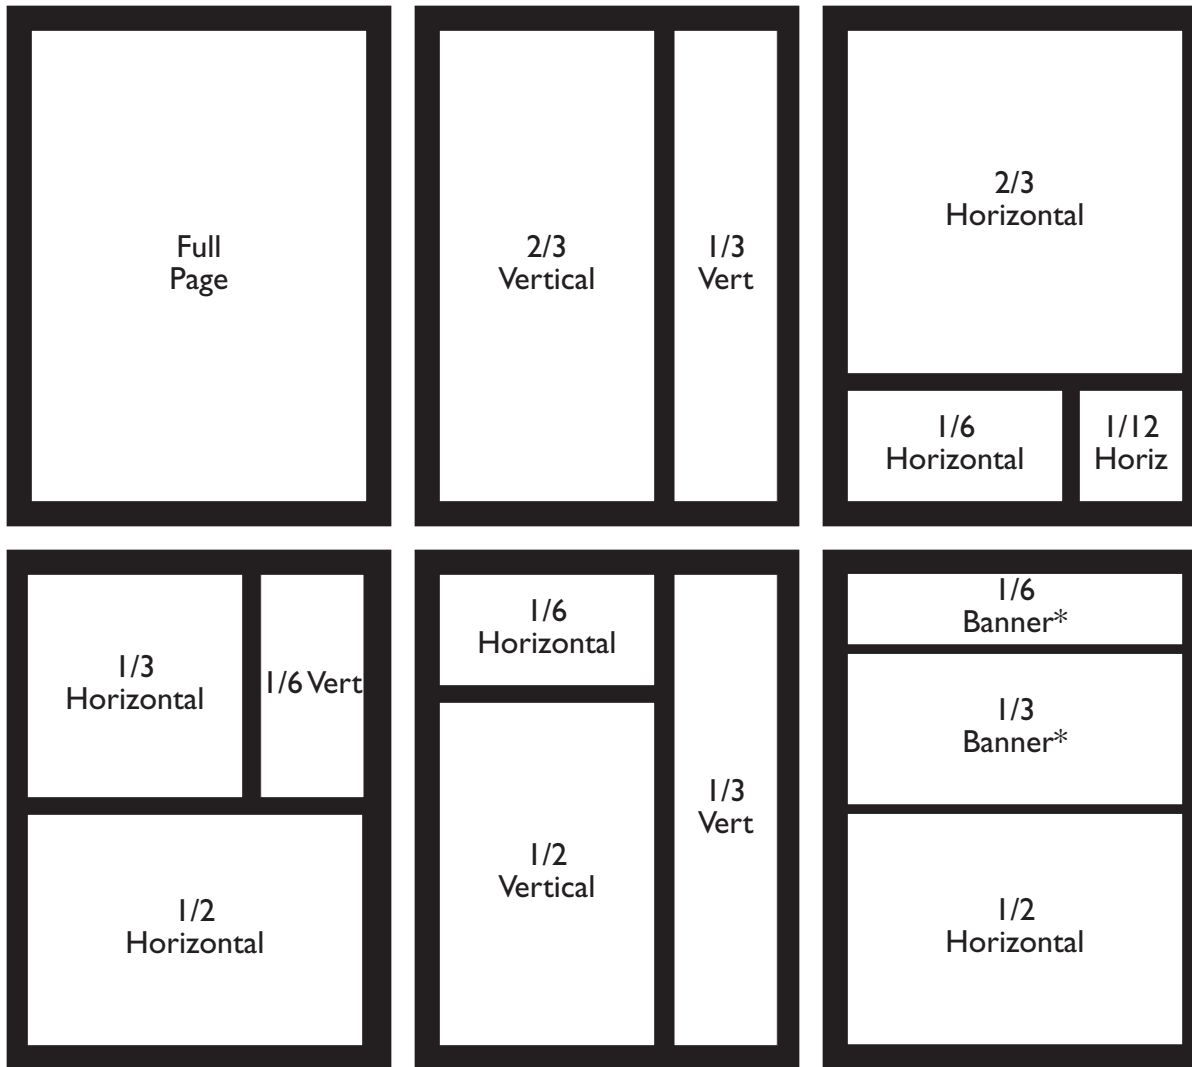 Full
Page
2/3
Vertical
1/3
Vert
2/3
Horizontal
1/6
Horizontal
1/12
Horiz
1/3
Horizontal
1/6 Vert
1/2
Horizontal
1/6
Horizontal
1/2
Vertical
1/3
Vert
1/6
Banner*
1/3
Banner*
1/2
Horizontal